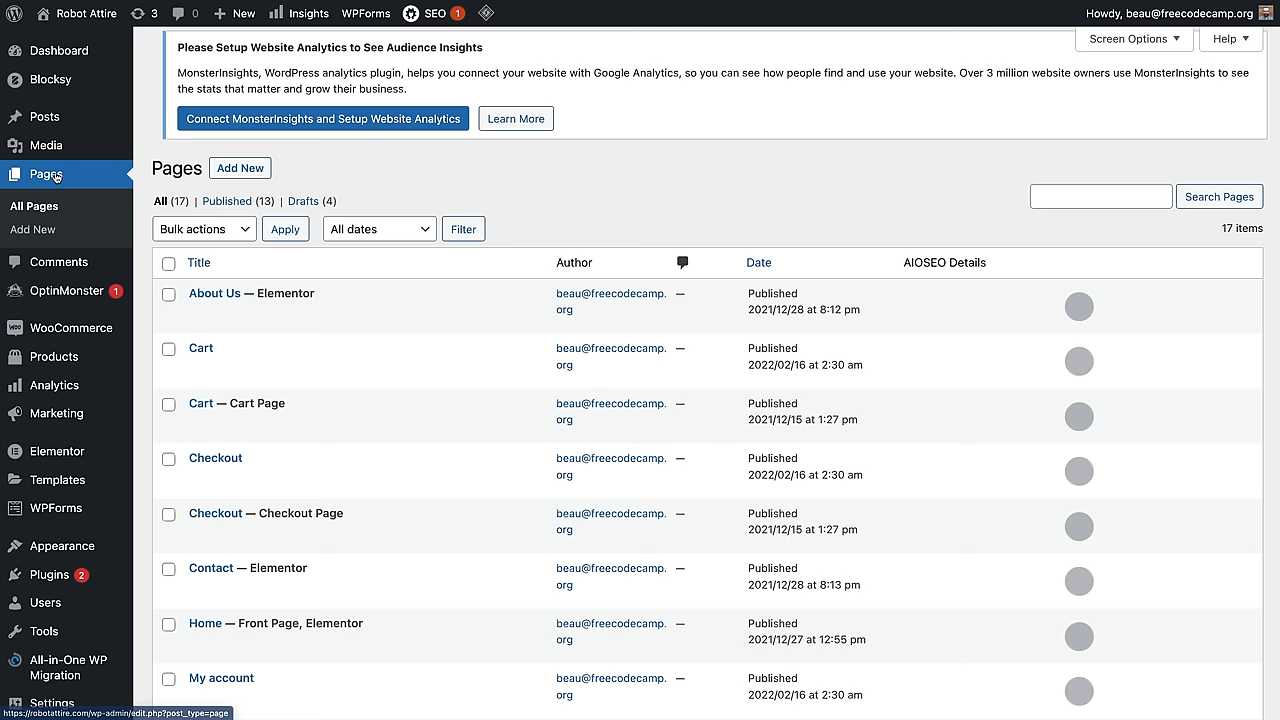 Robot Attire 3 0 New Insights WPForms SEO 1 Howdy, beau@freecodecamp.org
Screen Options Help
Please Setup Website Analytics to See Audience Insights
MonsterInsights, WordPress analytics plugin, helps you connect your website with Google Analytics, so you can see how people find and use your website. Over 3 million website owners use MonsterInsights to see
the stats that matter and grow their business.
Connect MonsterInsights and Setup Website Analytics Learn More
Dashboard
Blocksy
Posts
Media
Pages
All Pages
Add New
Comments
OptinMonster 1
WooCommerce
Products
Analytics
Marketing
Elementor
Templates
WPForms
Appearance
Plugins 2
Users
Tools
All-in-One WP
Migration
Settings
Pages Add New
All (17) | Published (13) | Drafts (4)
Search Pages
Bulk actions Apply All dates Filter
17 items
Title Author Date AIOSEO Details
About Us — Elementor beau@freecodecamp. — Published
org 2021/12/28 at 8:12 pm
Cart beau@freecodecamp. — Published
org 2022/02/16 at 2:30 am
Cart — Cart Page beau@freecodecamp. — Published
org 2021/12/15 at 1:27 pm
Checkout beau@freecodecamp. — Published
org 2022/02/16 at 2:30 am
Checkout — Checkout Page beau@freecodecamp. — Published
org 2021/12/15 at 1:27 pm
Contact — Elementor beau@freecodecamp. — Published
org 2021/12/28 at 8:13 pm
Home — Front Page, Elementor beau@freecodecamp. — Published
org 2021/12/27 at 12:55 pm
My account beau@freecodecamp. — Published
org 2022/02/16 at 2:30 am
https://robotattire.com/wp-admin/edit.php?post_type=page